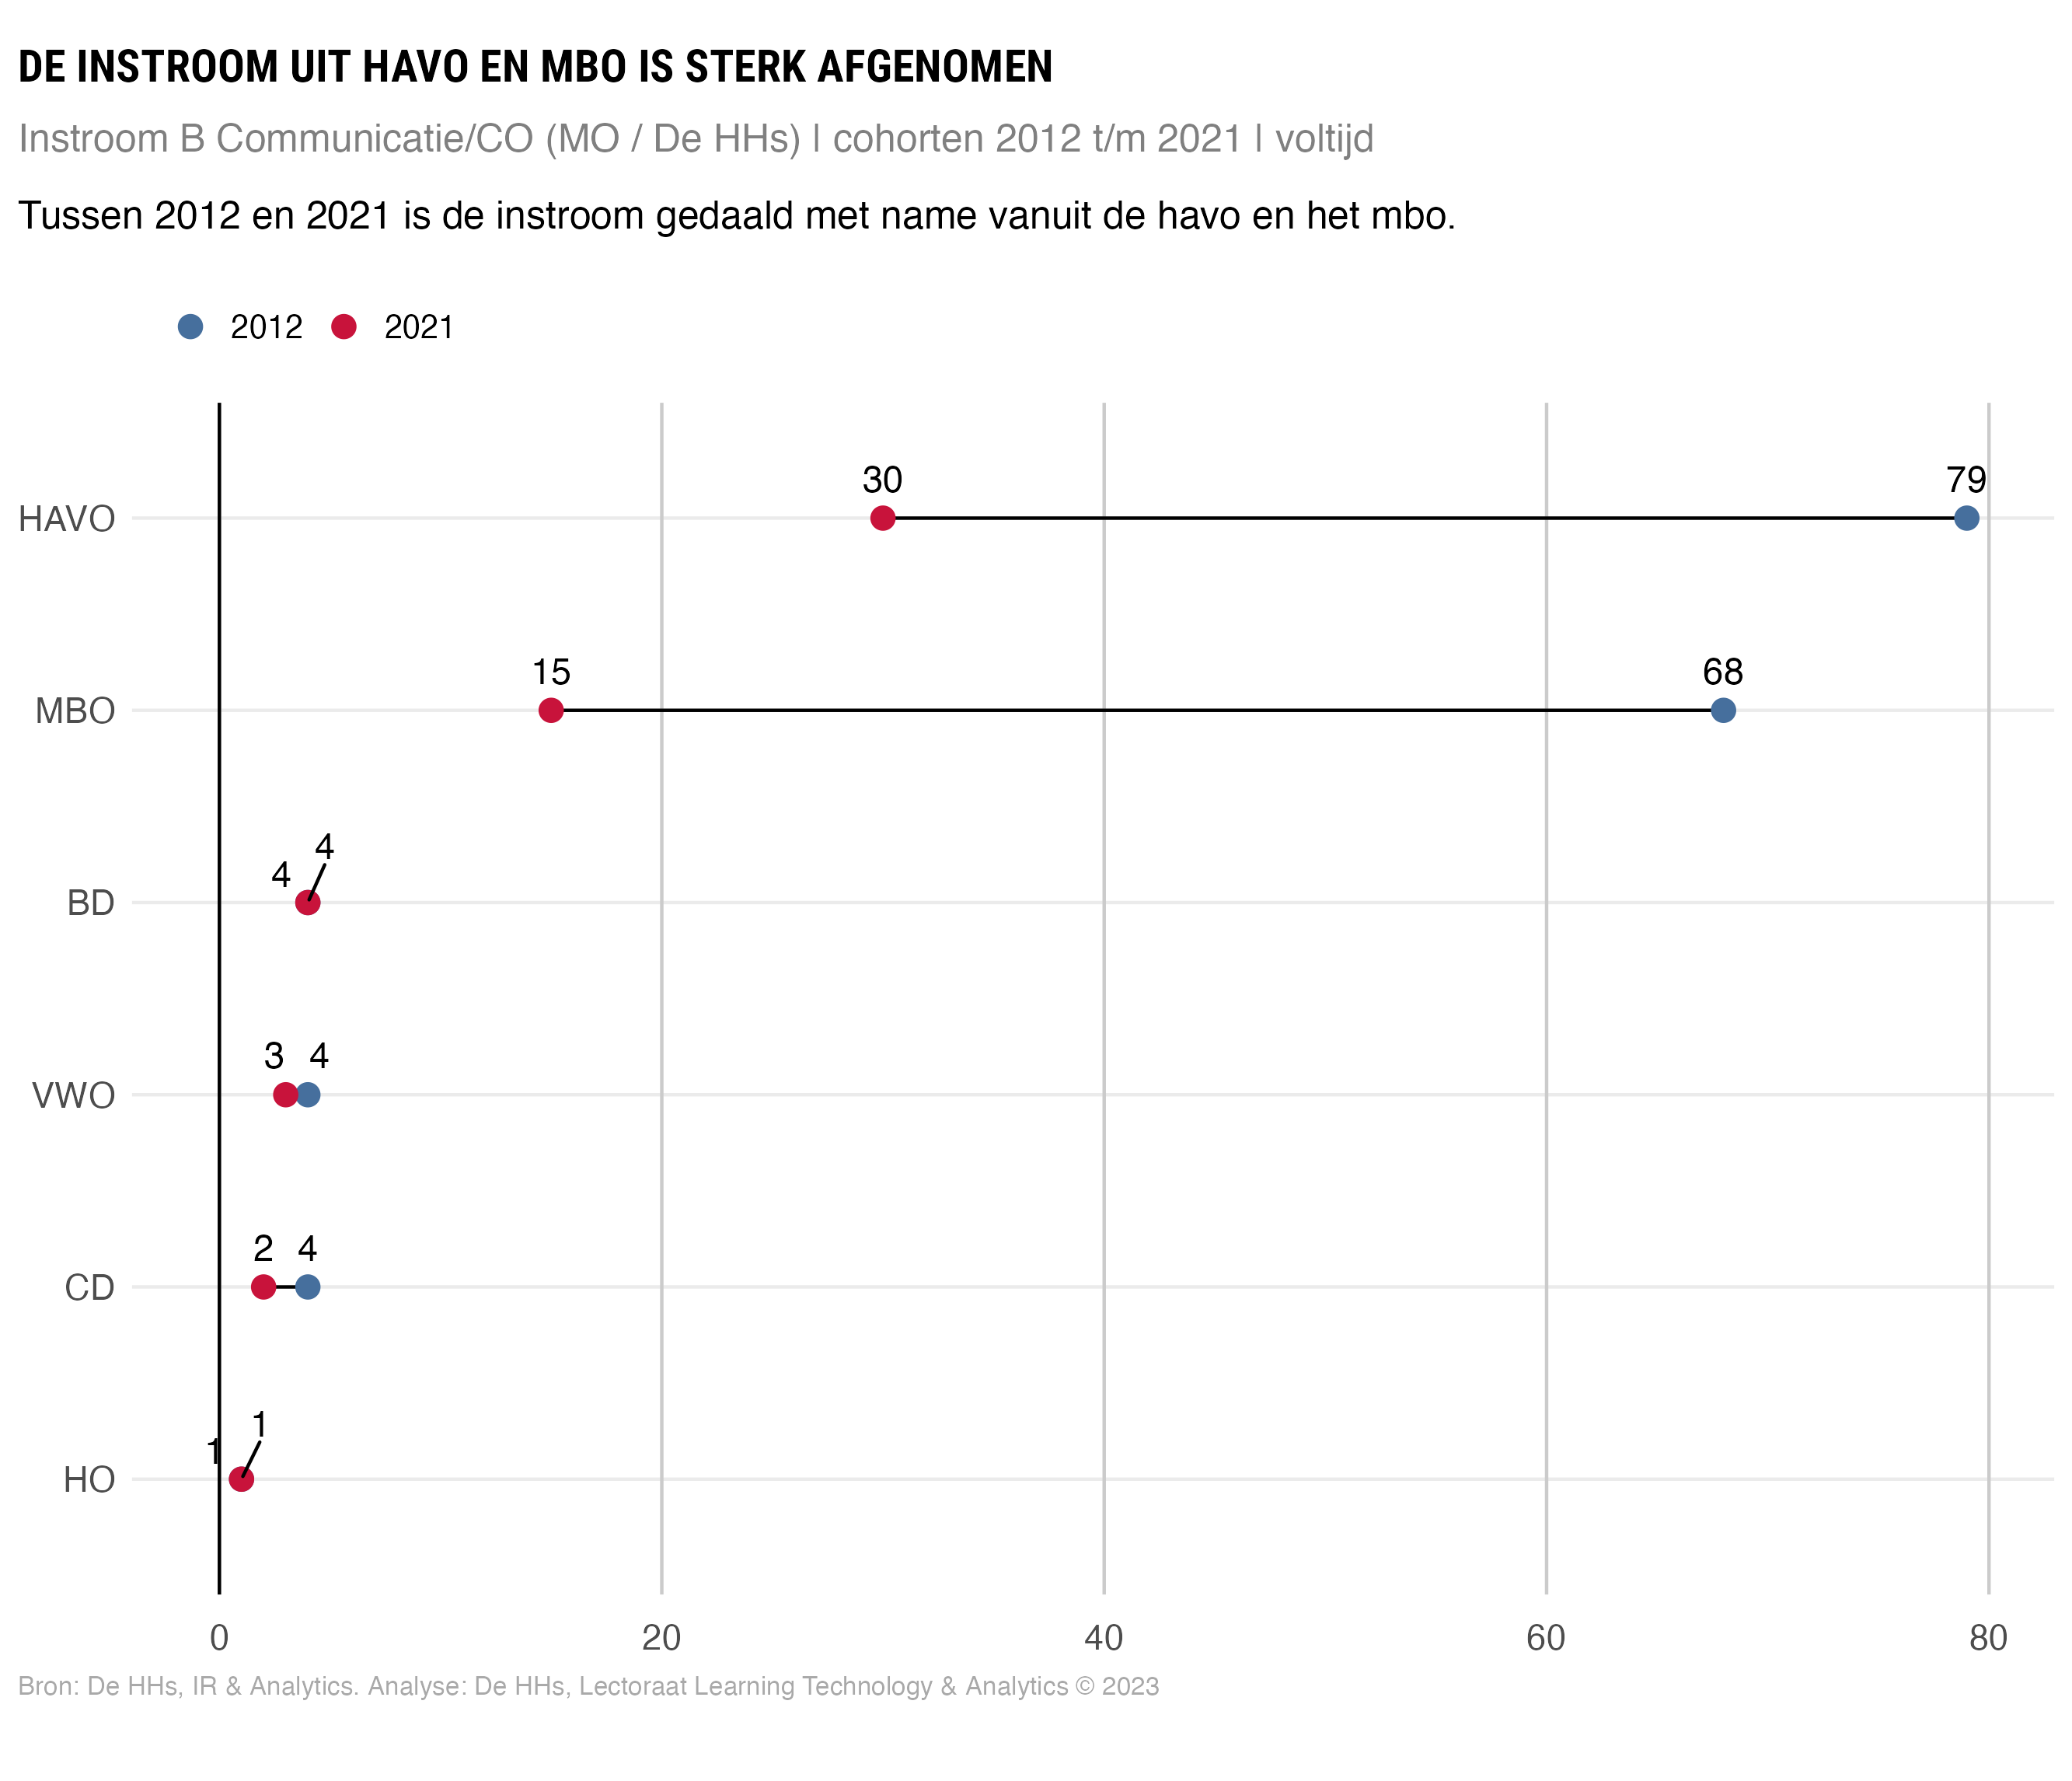 DE INSTROOM UIT HAVO EN MBO IS STERK AFGENOMEN
Instroom B Communicatie/CO (MO / De HHs) | cohorten 2012 t/m 2021 | voltijd
Tussen 2012 en 2021 is de instroom gedaald met name vanuit de havo en het mbo.
2012 2021
30 79
HAVO
15 68
MBO
4 4
BD
3 4
VWO
2 4
CD
1 1
HO
0 20 40 60 80
Bron: De HHs, IR & Analytics. Analyse: De HHs, Lectoraat Learning Technology & Analytics © 2023